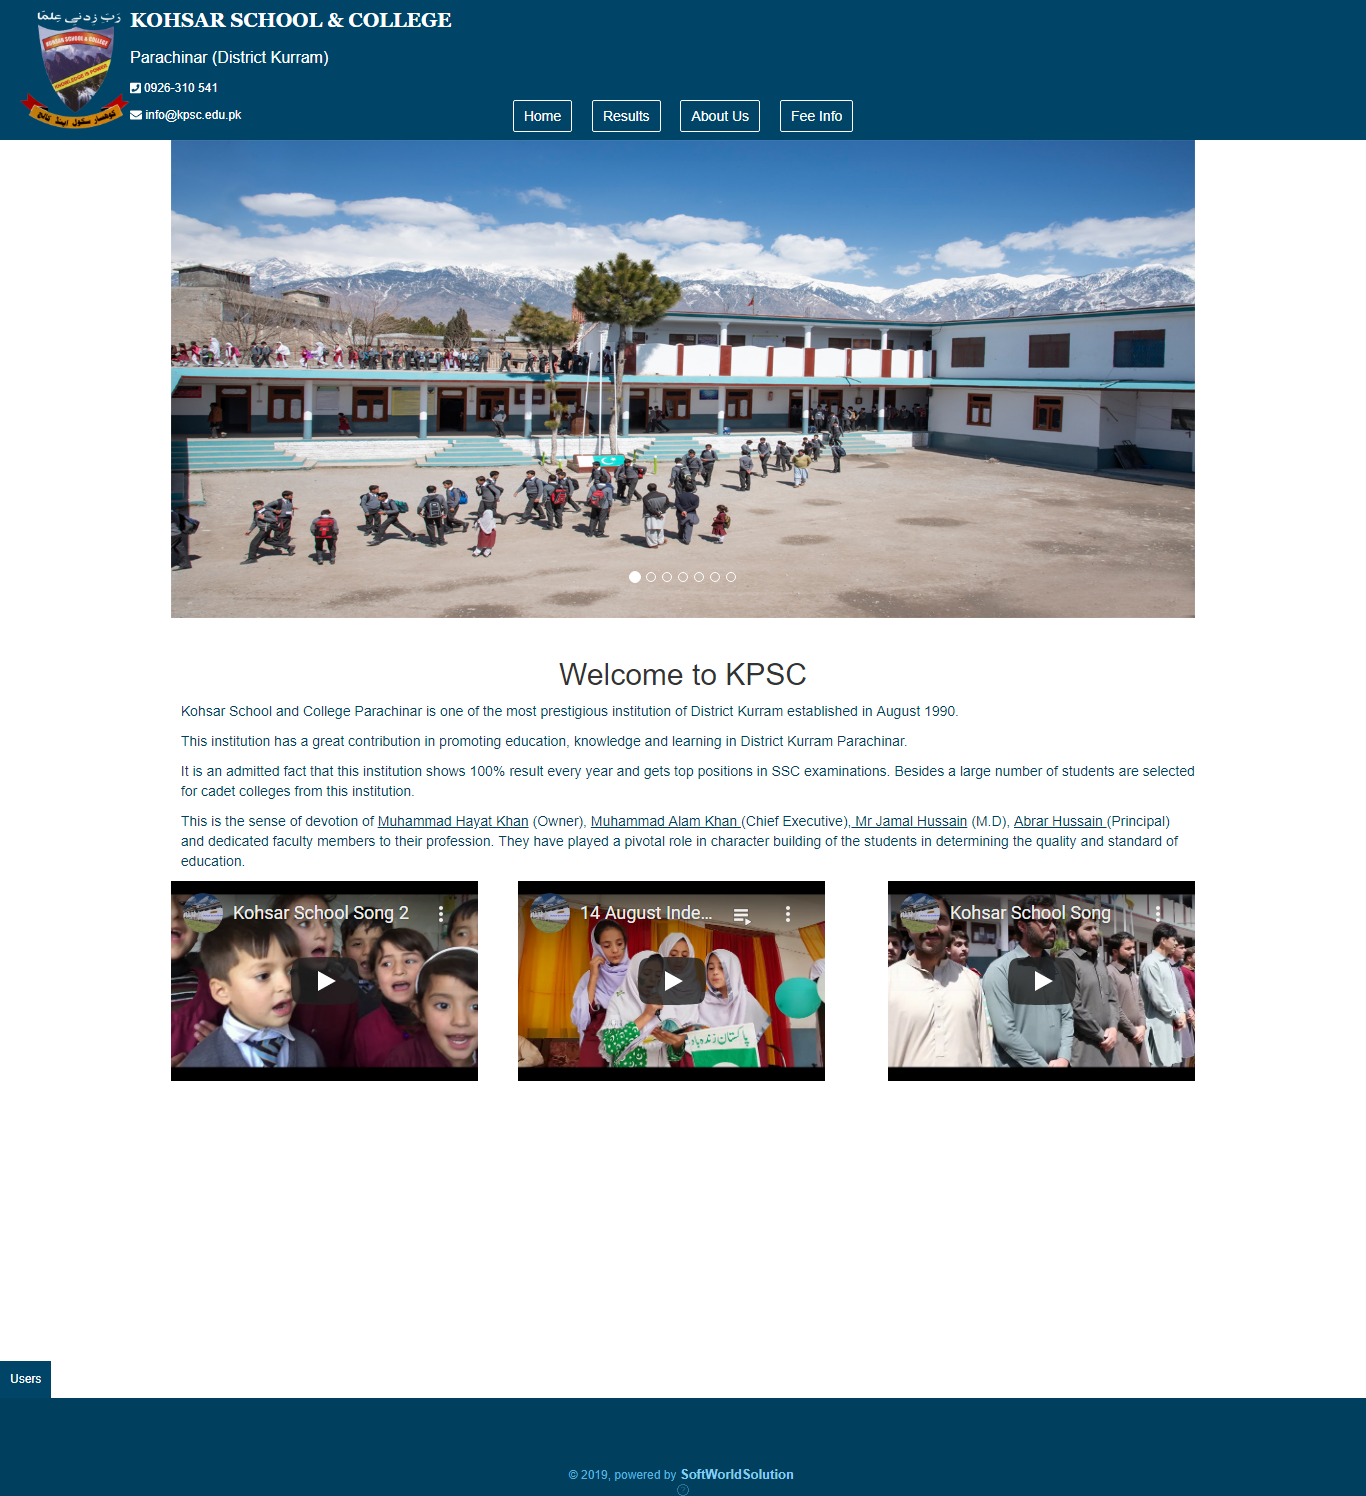 رَبِّ زِدْنِي عِلْمًا
KOHSAR SCHOOL & COLLEGE
KOHSAR SCHOOL & COLLEGE
KNOWLEDGE IS POWER
کوهسار سکول اینڈ کالج
Parachinar (District Kurram)
0926-310 541
info@kpsc.edu.pk
Home Results About Us Fee Info
Welcome to KPSC
Kohsar School and College Parachinar is one of the most prestigious institution of District Kurram established in August 1990.
This institution has a great contribution in promoting education, knowledge and learning in District Kurram Parachinar.
It is an admitted fact that this institution shows 100% result every year and gets top positions in SSC examinations. Besides a large number of students are selected
for cadet colleges from this institution.
This is the sense of devotion of Muhammad Hayat Khan (Owner), Muhammad Alam Khan (Chief Executive), Mr Jamal Hussain (M.D), Abrar Hussain (Principal)
and dedicated faculty members to their profession. They have played a pivotal role in character building of the students in determining the quality and standard of
education.
Kohsar School Song 2
14 August Inde...
پاکستان زندہ باد
Kohsar School Song
Users
© 2019, powered by SoftWorldSolution
?